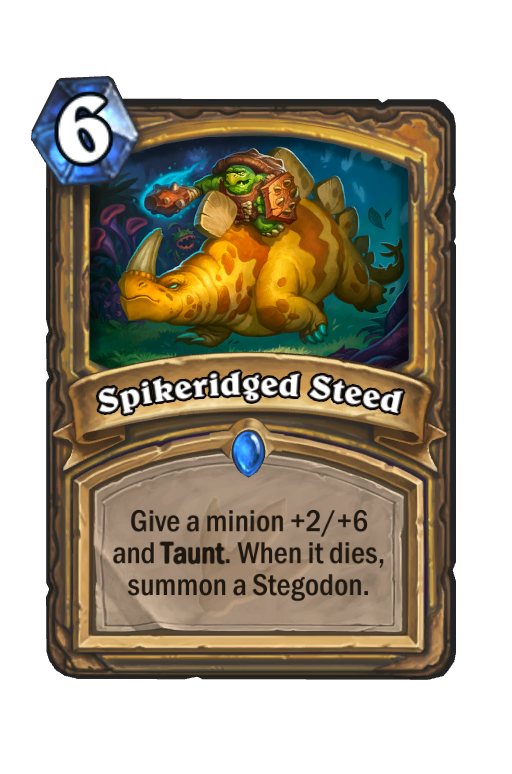 6
Spikeridged Steed
Give a minion +2/+6
and Taunt. When it dies,
summon a Stegodon.